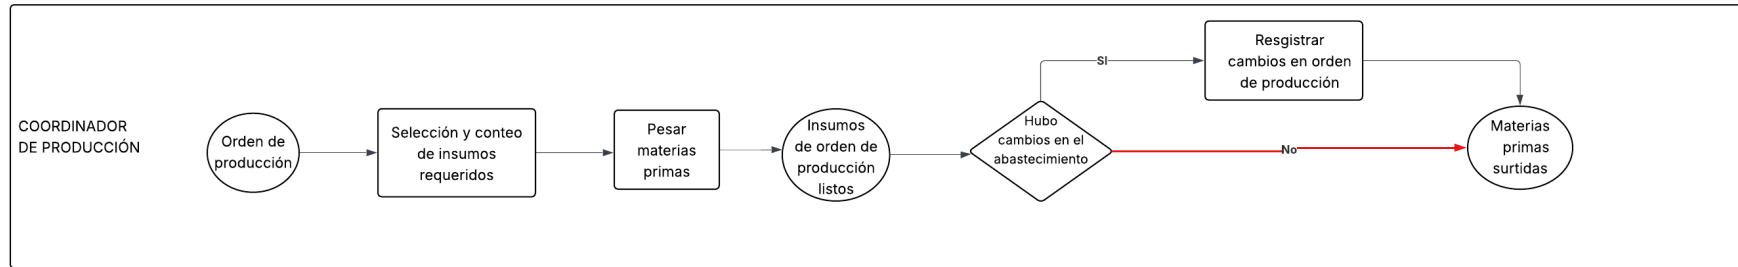 COORDINADOR
DE PRODUCCIÓN
Orden de
producción
Selección y conteo
de insumos
requeridos
Pesar
materias
primas
Insumos
de orden de
producción
listos
Hubo
cambios en el
abastecimiento
SI
Resgistrar
cambios en orden
de producción
No
Materias
primas
surtidas